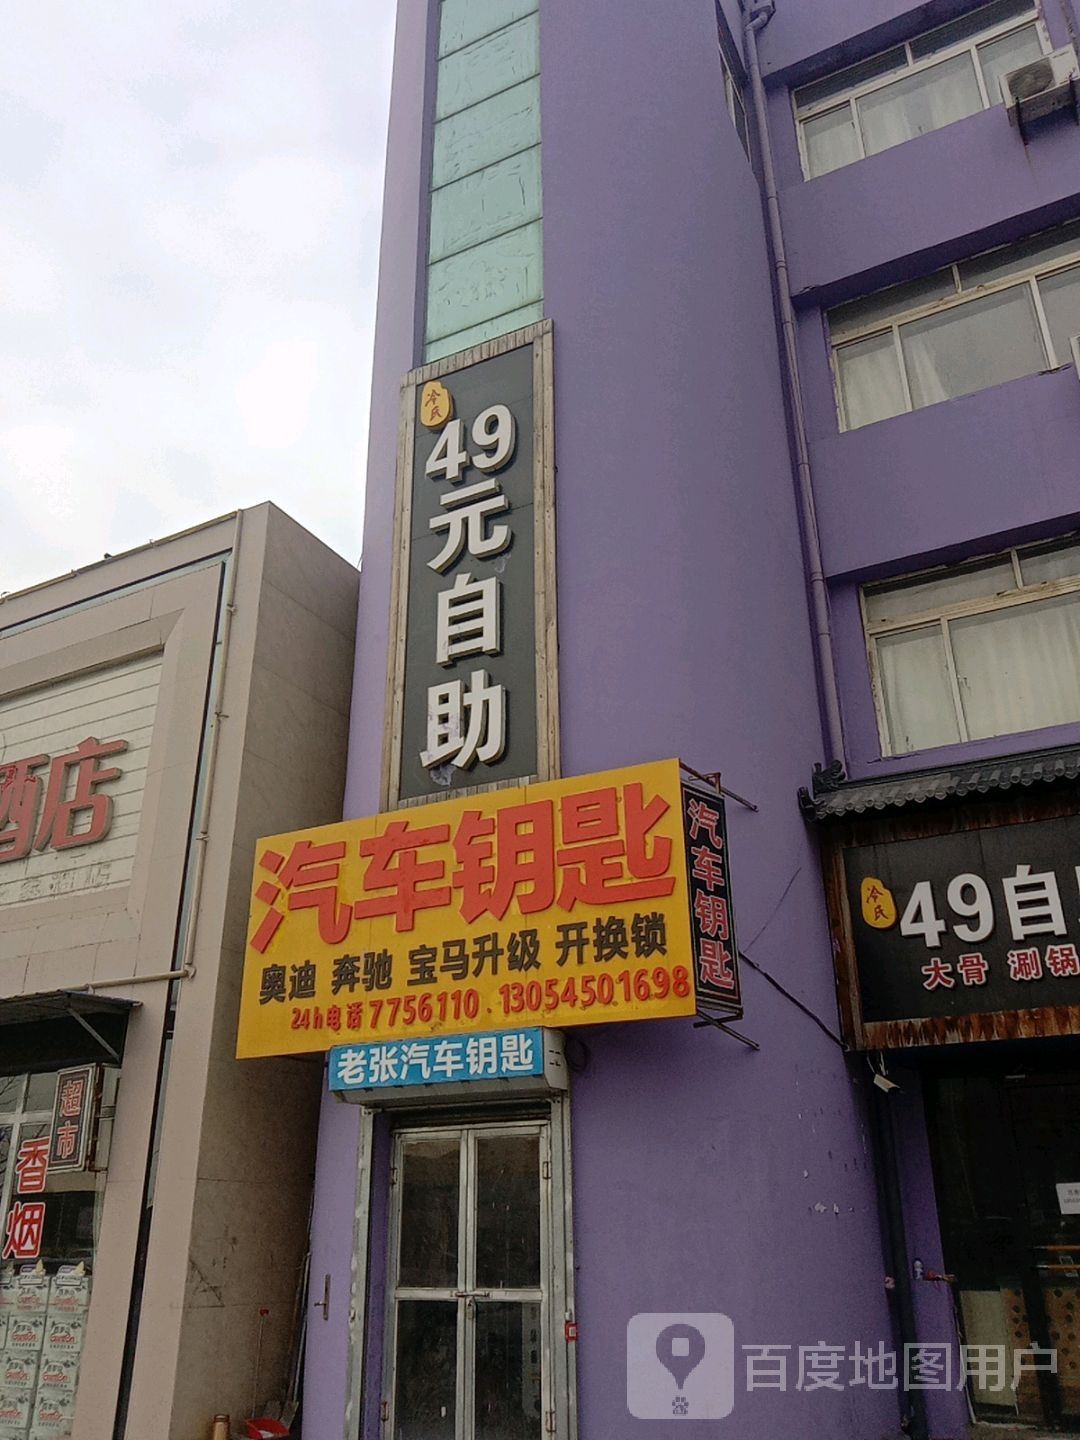 冷氏
49元自助
汽车钥匙
奥迪 奔驰 宝马升级 开换锁
24h电话7756110.13054501698
汽车钥匙
老张汽车钥匙
酒店
超市
香烟
冷氏
49自助
大骨 涮锅
百度地图用户